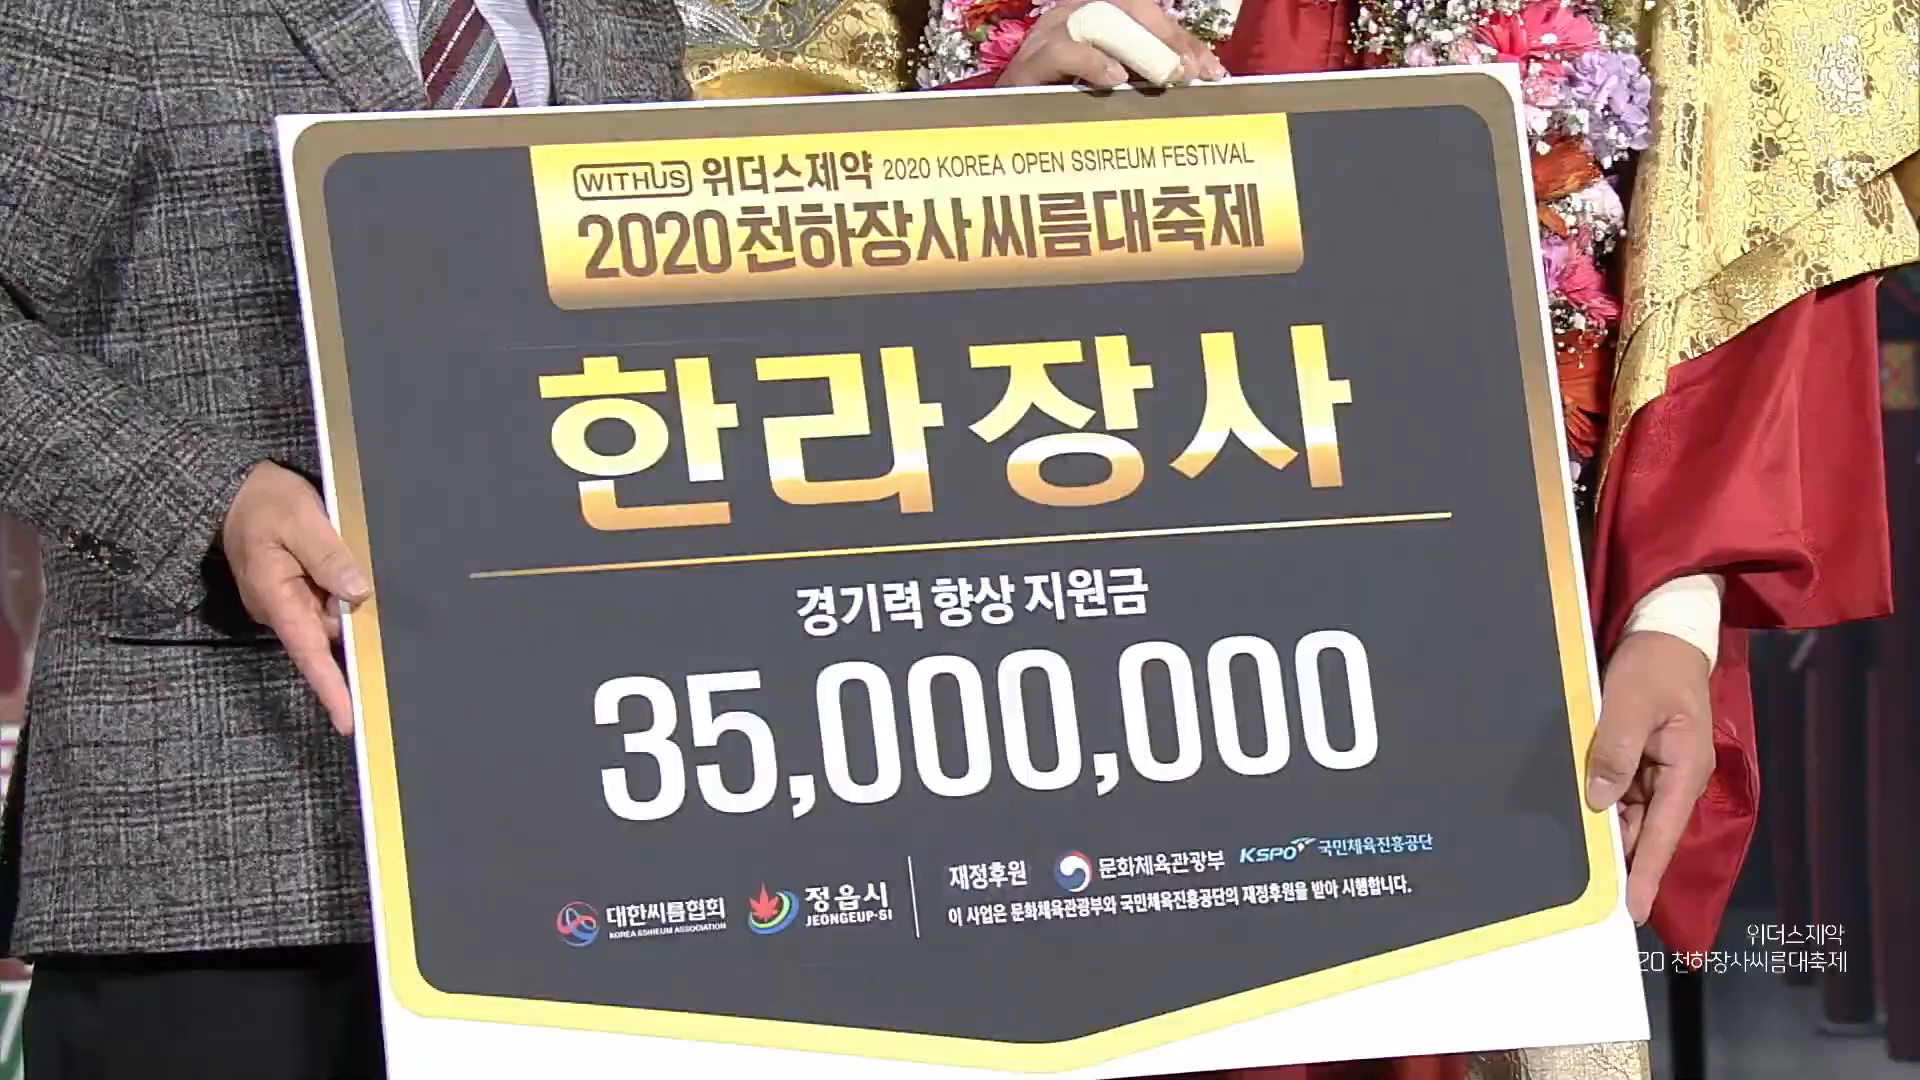 WITHUS 위더스제약 2020 KOREA OPEN SSIREUM FESTIVAL
2020 천하장사 씨름대축제
한라장사
경기력 향상 지원금
35,000,000
대한씨름협회
KOREA SSIREUM ASSOCIATION
정읍시
JEONGEUP-SI
재정후원 문화체육관광부 KSPO 국민체육진흥공단
이 사업은 문화체육관광부와 국민체육진흥공단의 재정후원을 받아 시행합니다.
위더스제약
20 천하장사씨름대축제